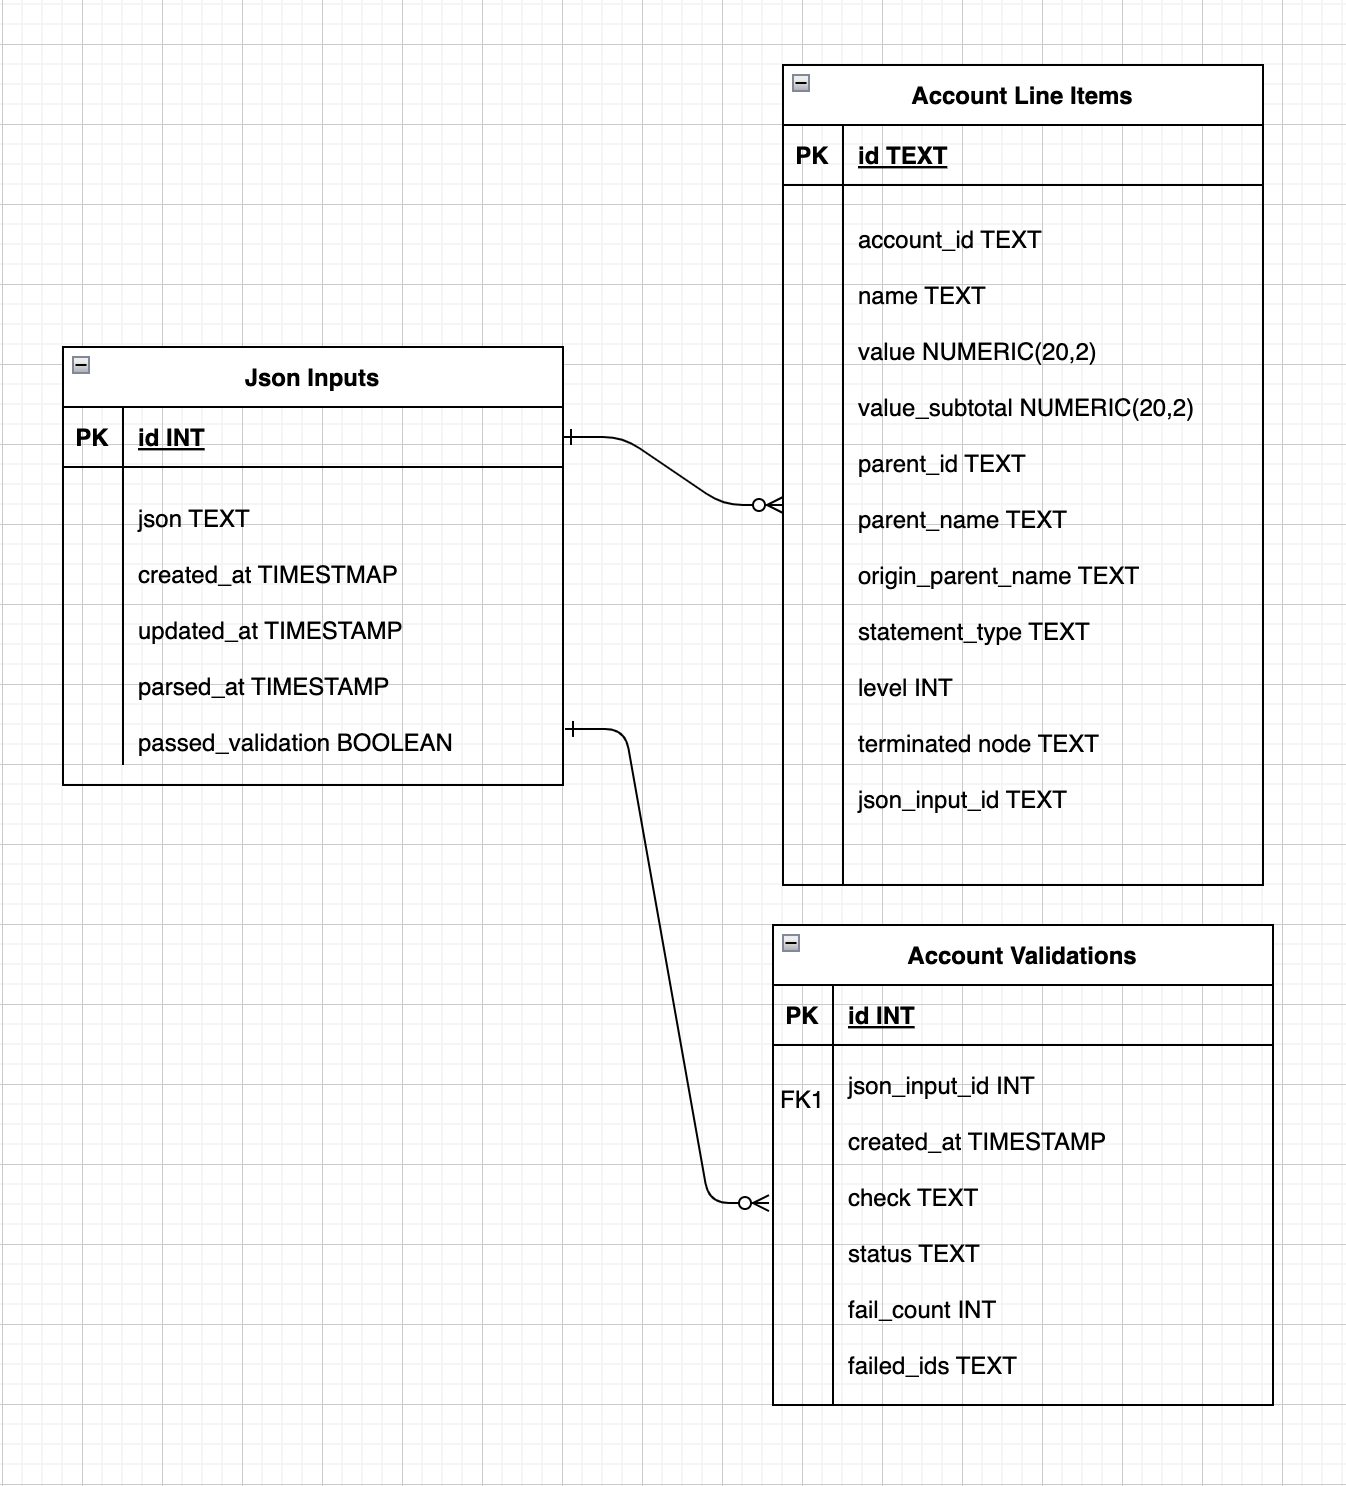 Json Inputs
PK id INT
json TEXT
created_at TIMESTMAP
updated_at TIMESTAMP
parsed_at TIMESTAMP
passed_validation BOOLEAN
Account Line Items
PK id TEXT
account_id TEXT
name TEXT
value NUMERIC(20,2)
value_subtotal NUMERIC(20,2)
parent_id TEXT
parent_name TEXT
origin_parent_name TEXT
statement_type TEXT
level INT
terminated node TEXT
json_input_id TEXT
Account Validations
PK id INT
FK1 json_input_id INT
created_at TIMESTAMP
check TEXT
status TEXT
fail_count INT
failed_ids TEXT